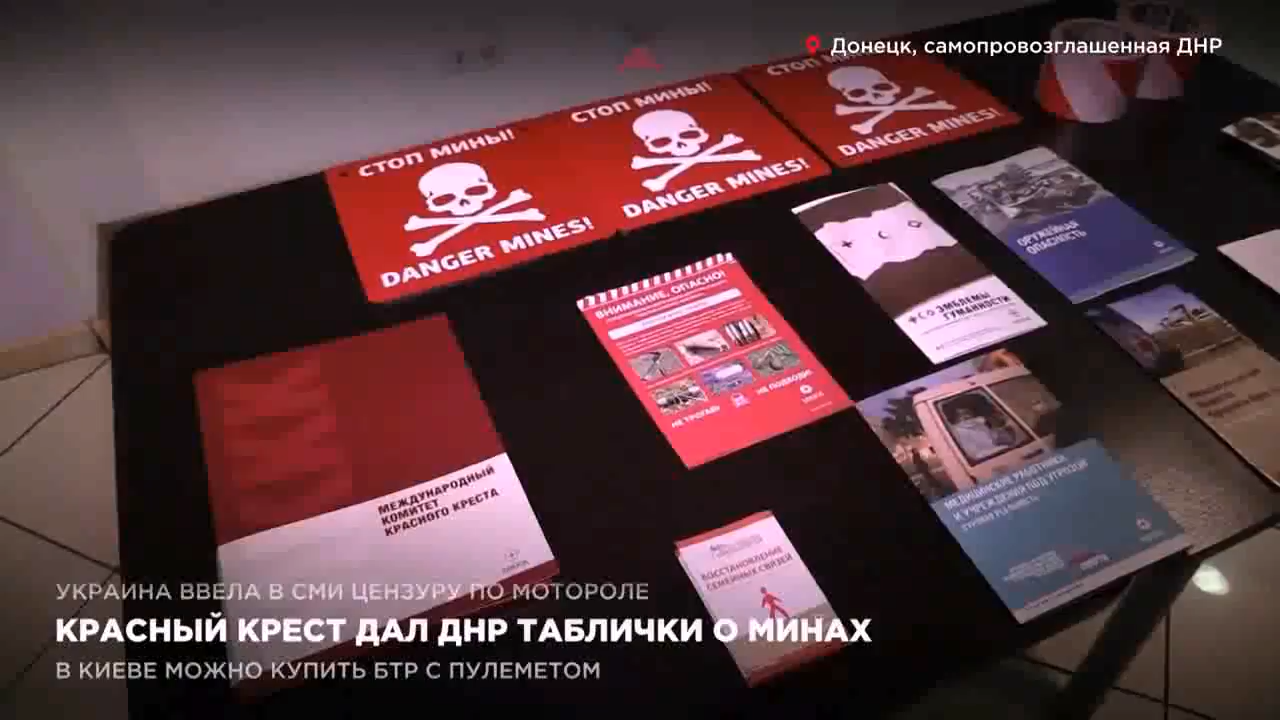 Донецк, самопровозглашенная ДНР
СТОП МИНЫ!
DANGER MINES!
СТОП МИНЫ!
DANGER MINES!
СТОП
DANGER MINES!
ВНИМАНИЕ, ОПАСНО!
НЕ ТРОГАЙ!
НЕ ПОДХОДИ!
ЭМБЛЕМЫ
ГУМАННОСТИ
ОРУЖЕЙНАЯ
ОПАСНОСТЬ
МЕДИЦИНСКИЕ РАБОТНИКИ
И УЧРЕЖДЕНИЯ ПОД УГРОЗОЙ
МЕЖДУНАРОДНЫЙ
КОМИТЕТ
КРАСНОГО КРЕСТА
ВОССТАНОВЛЕНИЕ
СЕМЕЙНЫХ СВЯЗЕЙ
УКРАИНА ВВЕЛА В СМИ ЦЕНЗУРУ ПО МОТОРОЛЕ
КРАСНЫЙ КРЕСТ ДАЛ ДНР ТАБЛИЧКИ О МИНАХ
В КИЕВЕ МОЖНО КУПИТЬ БТР С ПУЛЕМЕТОМ